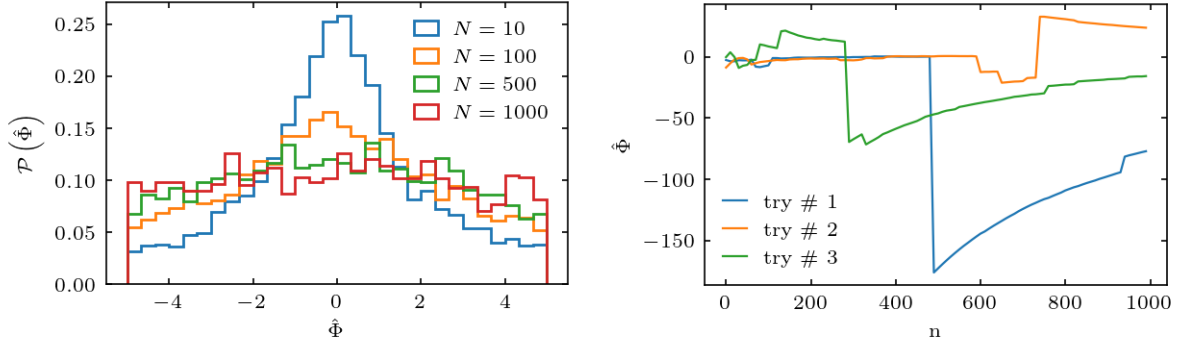 0.25
0.20
0.15
0.10
0.05
0.00
𝒫 (Φ̂)
N = 10
N = 100
N = 500
N = 1000
−4 −2 0 2 4
Φ̂
0
−50
−100
−150
Φ̂
try # 1
try # 2
try # 3
0 200 400 600 800 1000
n